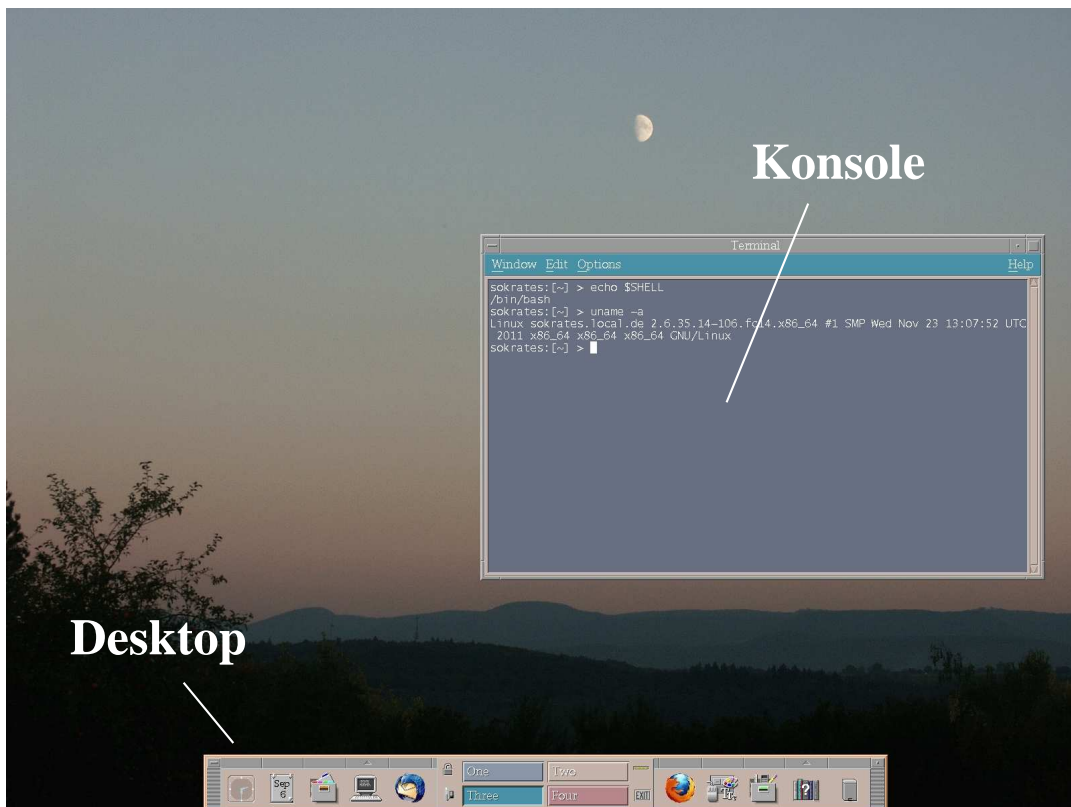 Konsole
Terminal
Window Edit Options Help
sokrates:[~] > echo $SHELL
/bin/bash
sokrates:[~] > uname -a
Linux sokrates.local.de 2.6.35.14-106.fc14.x86_64 #1 SMP Wed Nov 23 13:07:52 UTC
2011 x86_64 x86_64 x86_64 GNU/Linux
sokrates:[~] >
Desktop
Sep
6
One Two
Three Four
EXIT
?